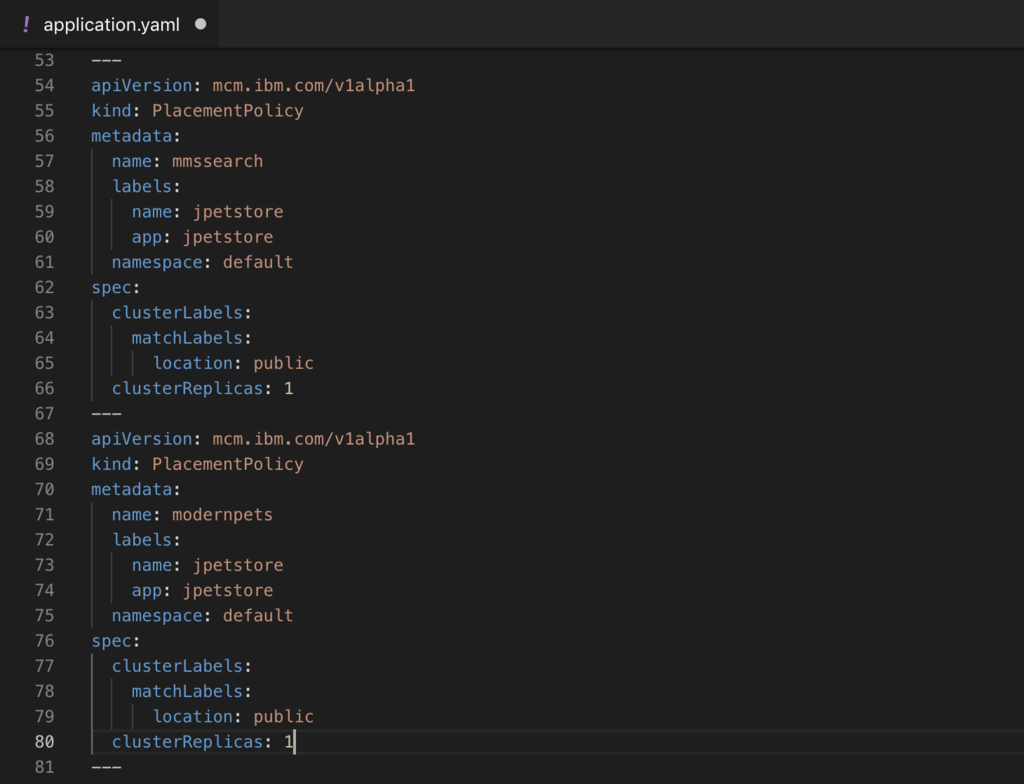 ! application.yaml
53 ---
54 apiVersion: mcm.ibm.com/v1alpha1
55 kind: PlacementPolicy
56 metadata:
57   name: mmssearch
58   labels:
59     name: jpetstore
60     app: jpetstore
61   namespace: default
62 spec:
63   clusterLabels:
64     matchLabels:
65       location: public
66   clusterReplicas: 1
67 ---
68 apiVersion: mcm.ibm.com/v1alpha1
69 kind: PlacementPolicy
70 metadata:
71   name: modernpets
72   labels:
73     name: jpetstore
74     app: jpetstore
75   namespace: default
76 spec:
77   clusterLabels:
78     matchLabels:
79       location: public
80   clusterReplicas: 1
81 ---